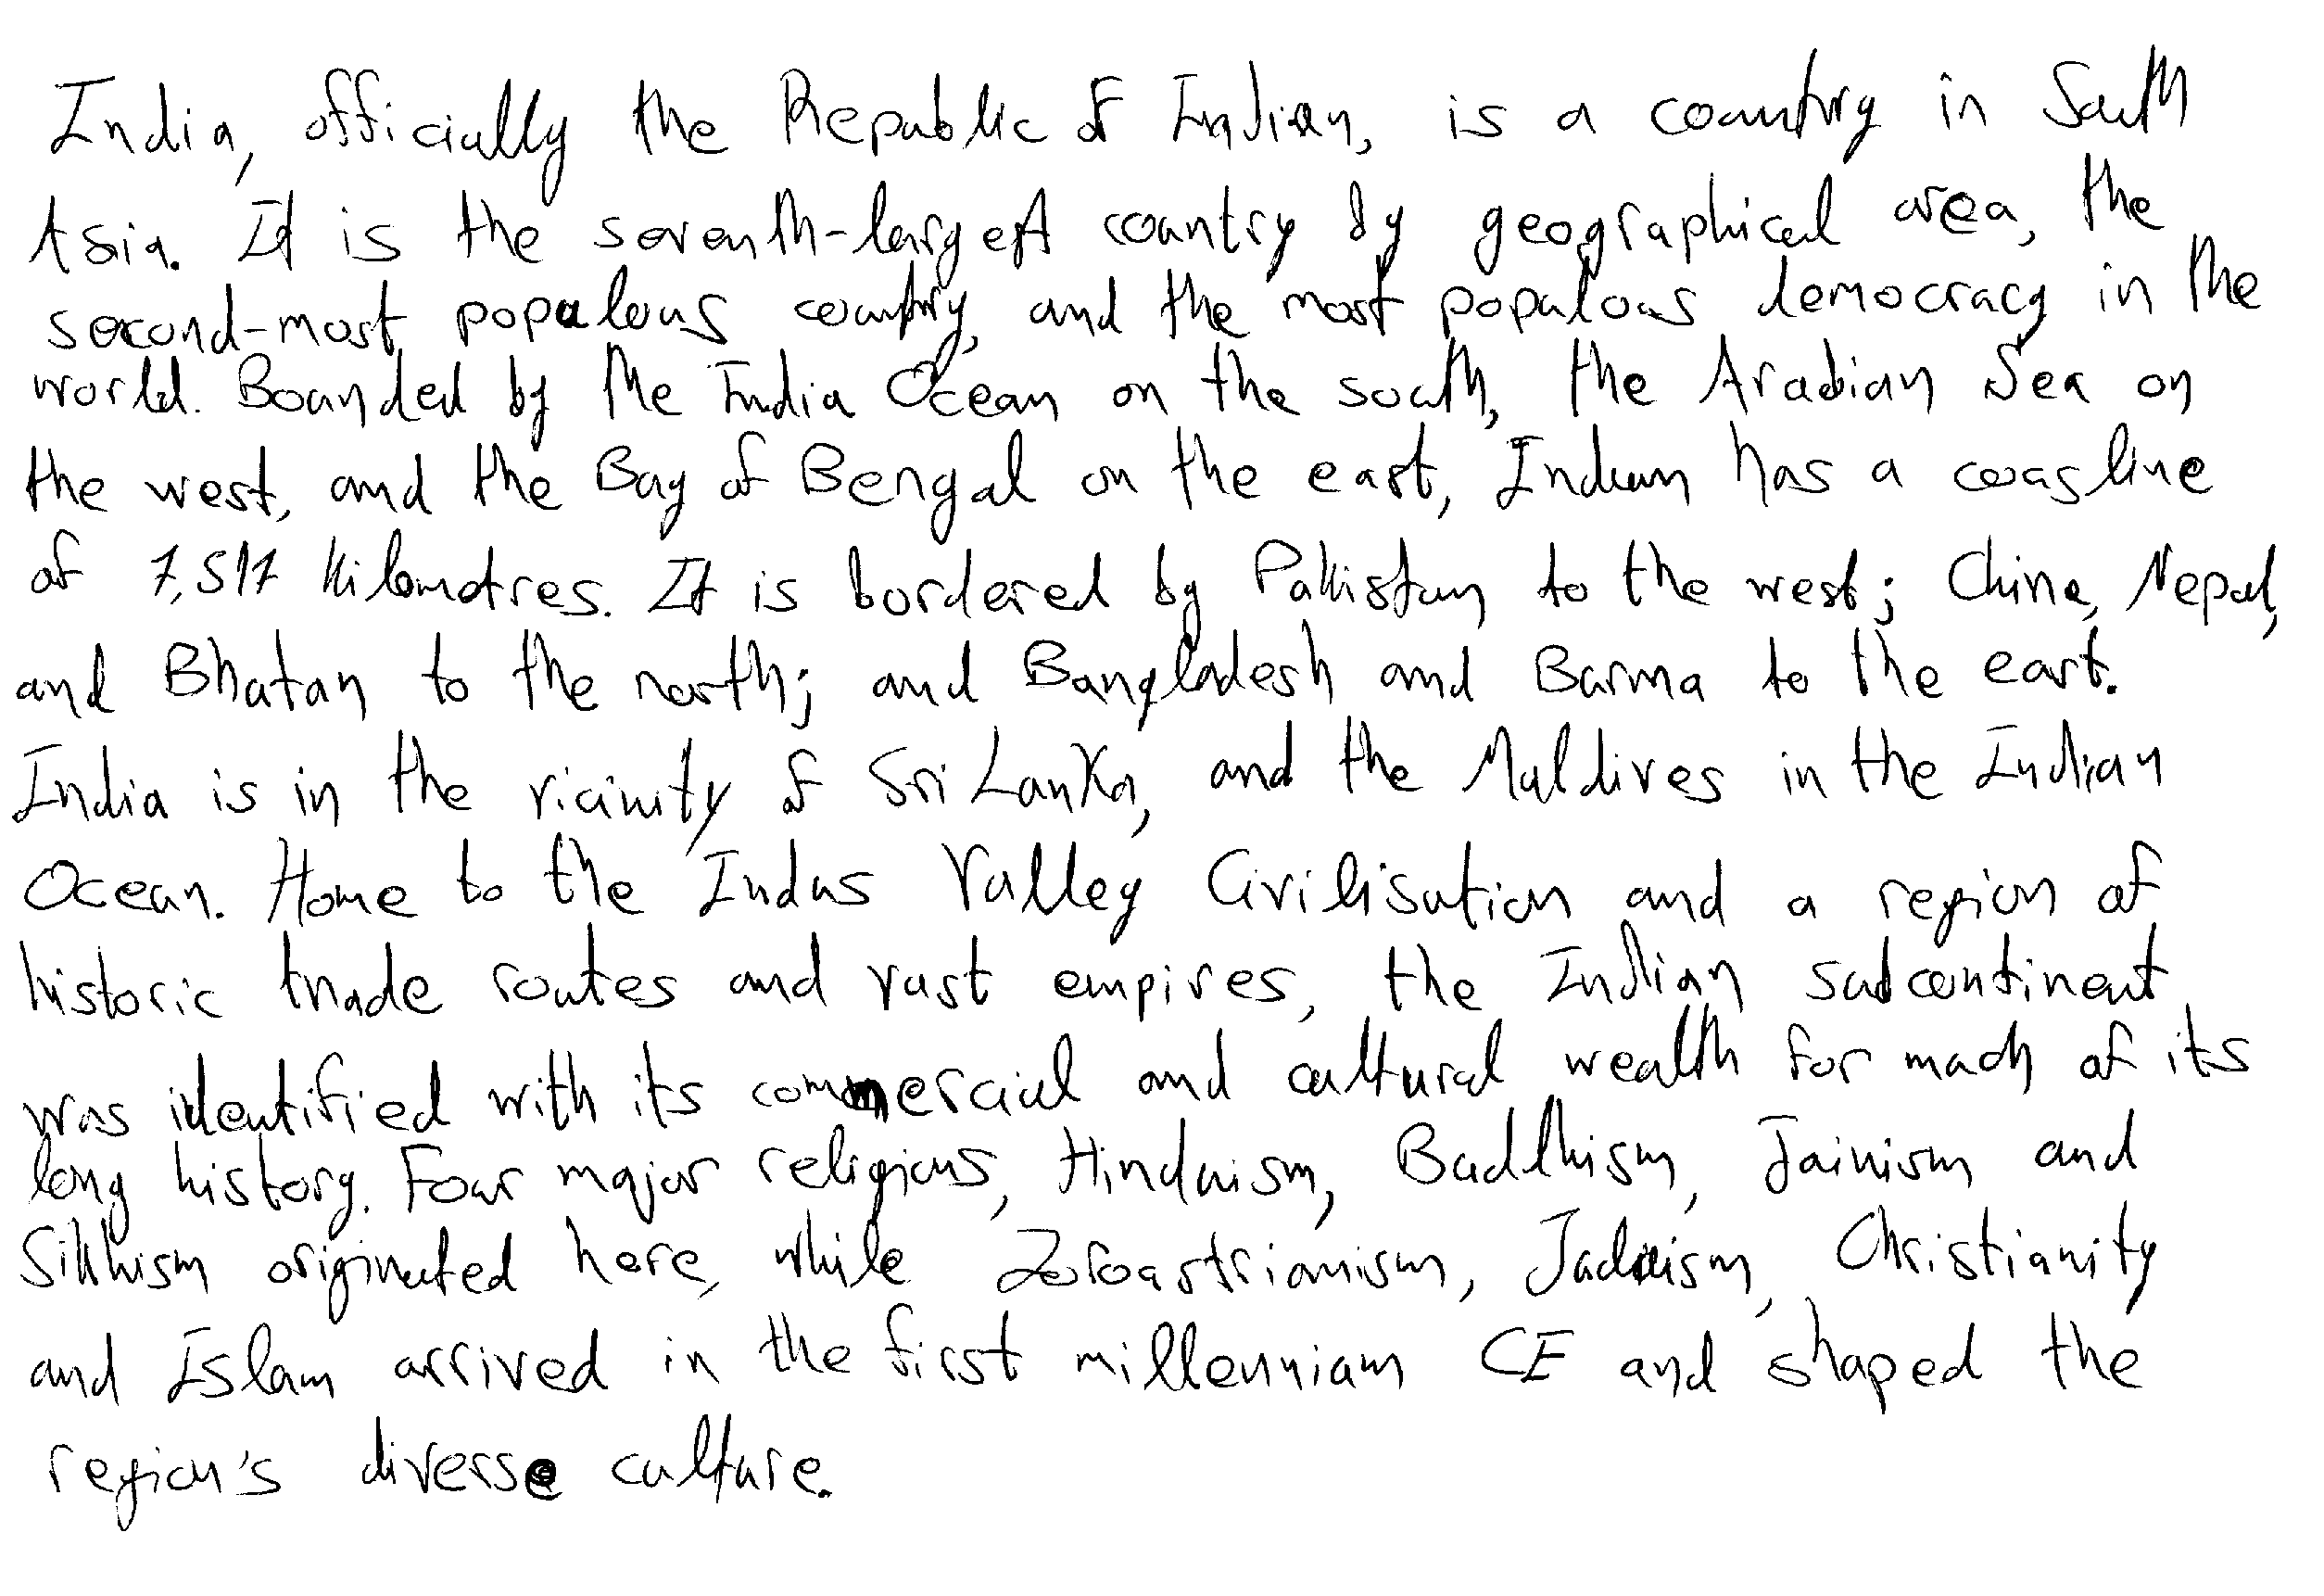 India, officially the Republic of Indian, is a country in South
Asia. It is the seventh-largest country by geographical area, the
second-most populous country, and the most populous democracy in the
world. Bounded by the India Ocean on the south, the Arabian Sea on
the west, and the Bay of Bengal on the east, Indian has a coasline
of 7,517 kilometres. It is bordered by Pakistan to the west; China, Nepal,
and Bhutan to the north; and Bangladesh and Burma to the east.
India is in the vicinity of Sri Lanka, and the Maldives in the Indian
Ocean. Home to the Indus Valley Civilisation and a region of
historic trade routes and vast empires, the Indian subcontinent
was identified with its commercial and cultural wealth for much of its
long history. Four major religions, Hinduism, Buddhism, Jainism and
Sikhism originated here, while Zoroastrianism, Judaism, Christianity
and Islam arrived in the first millennium CE and shaped the
region's diverse culture.